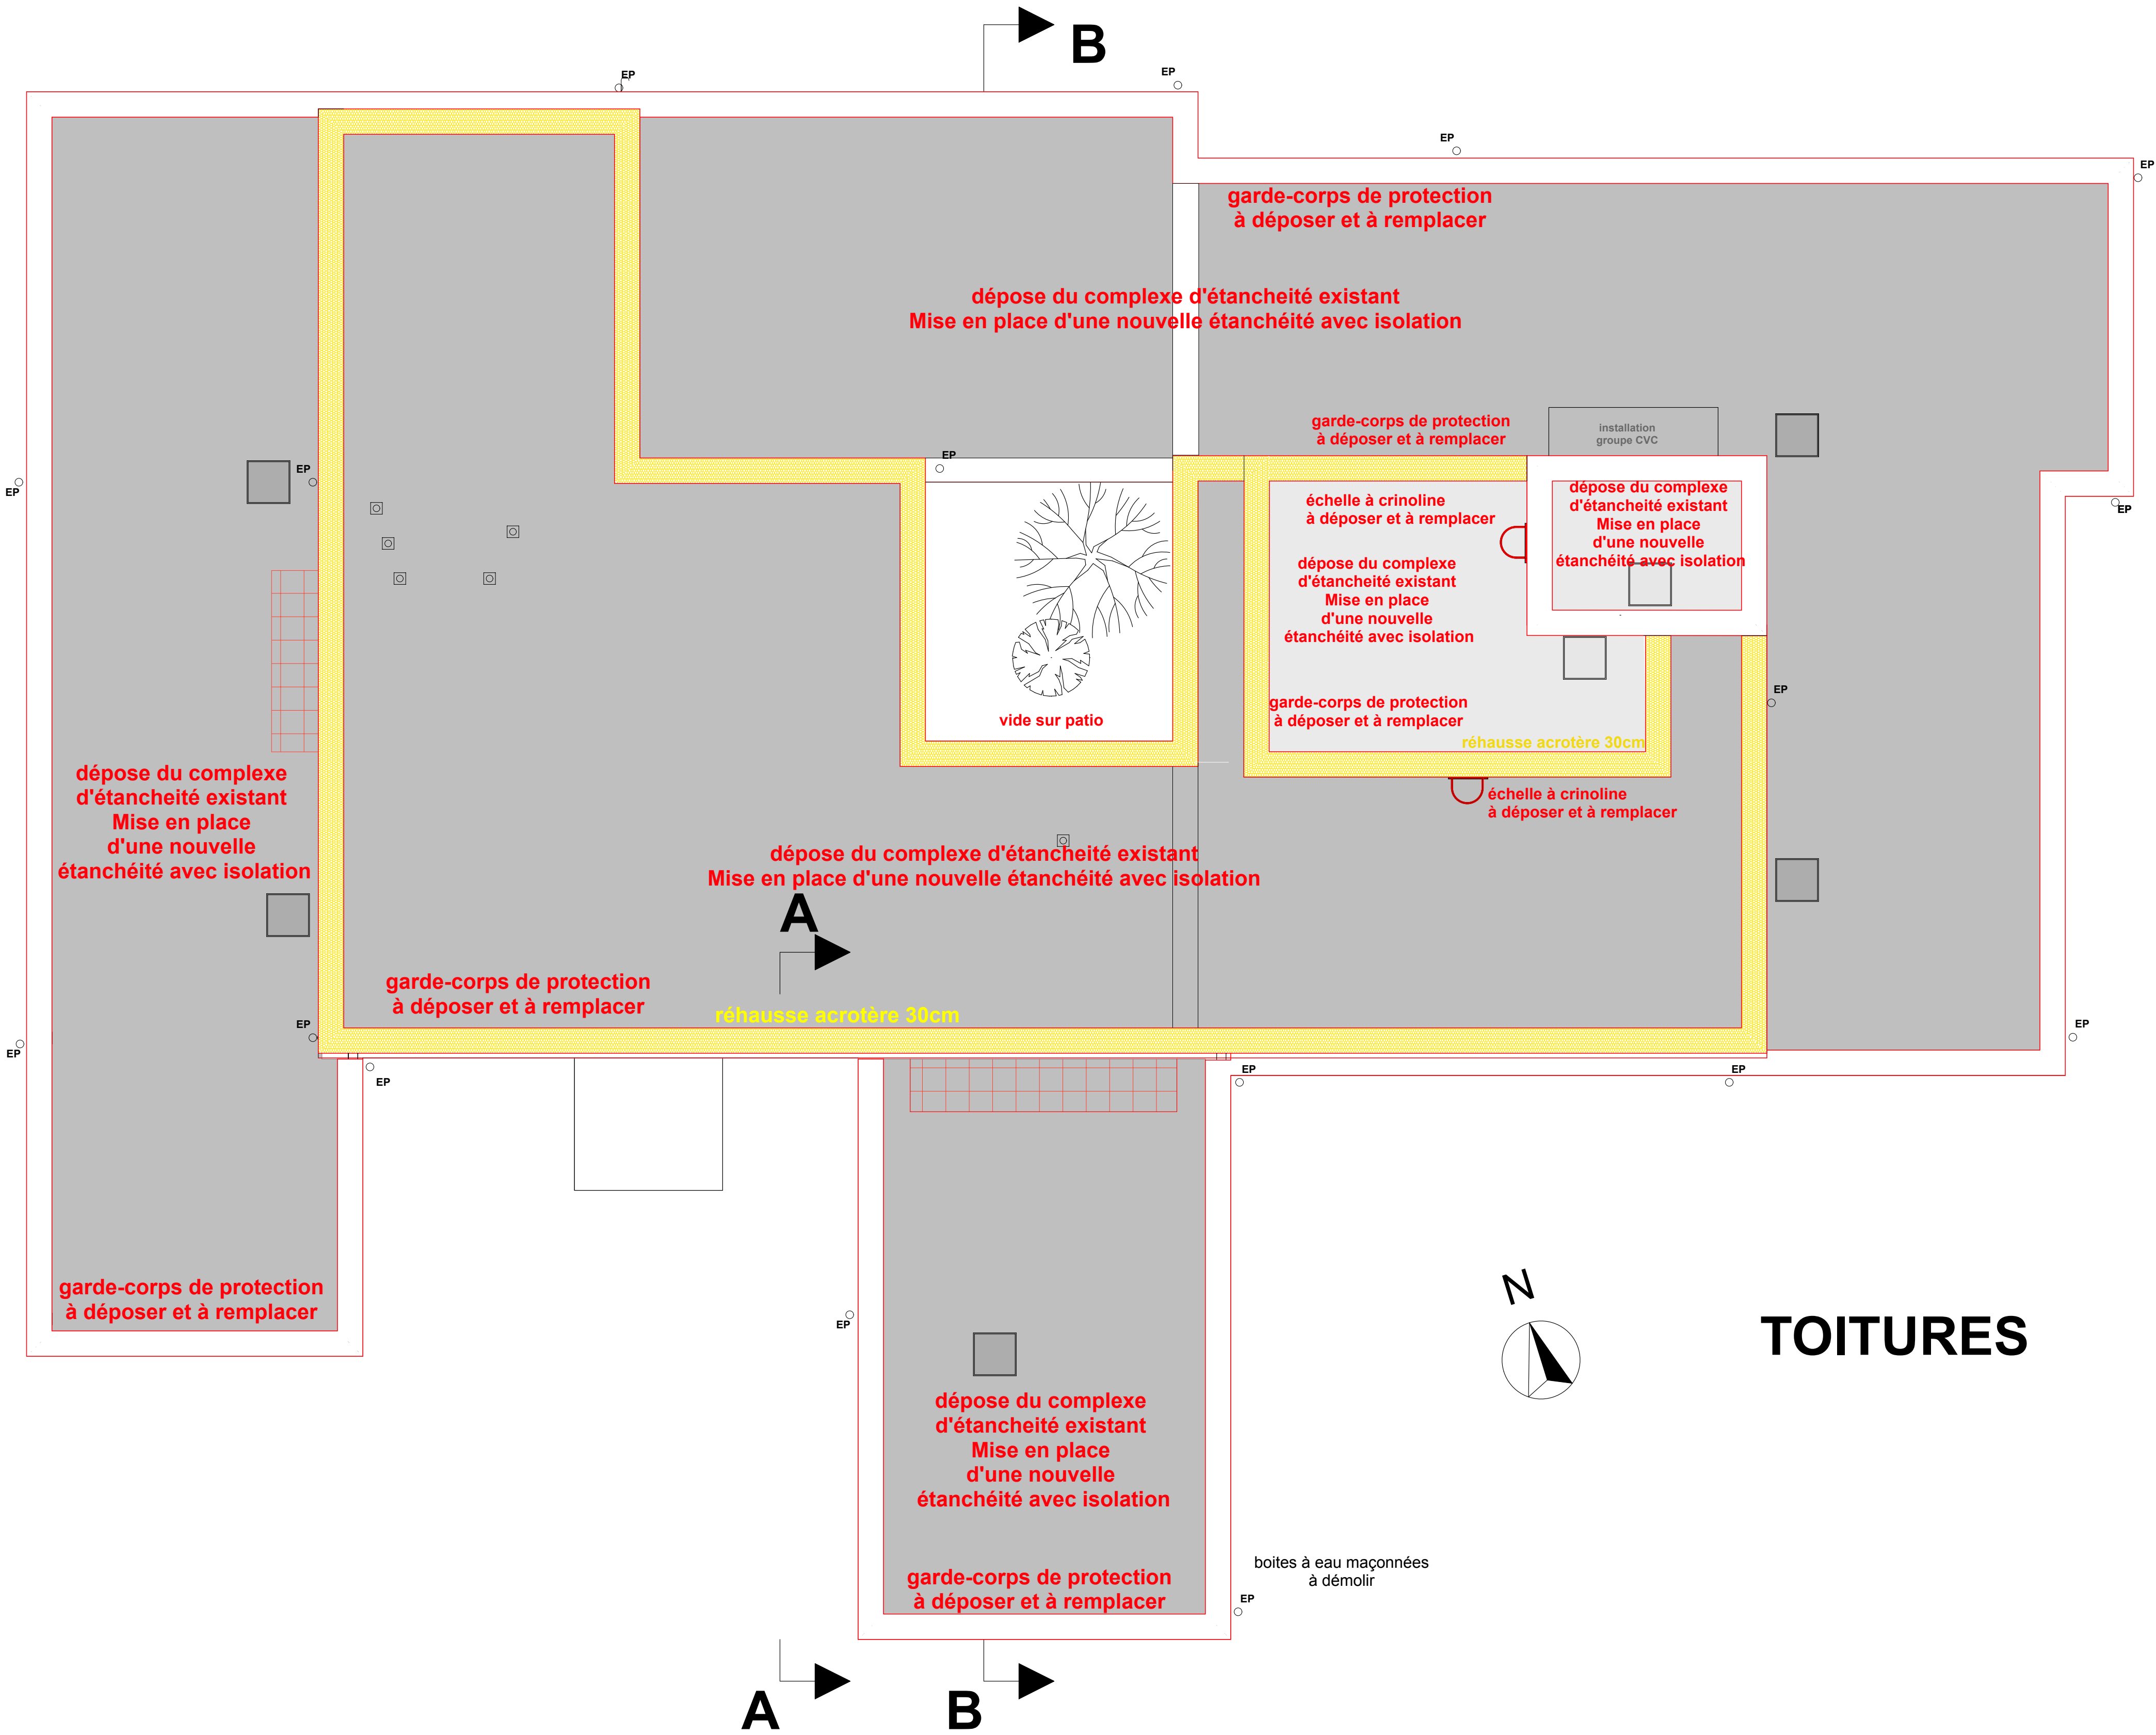 B
EP
EP
EP
EP
garde-corps de protection
à déposer et à remplacer
dépose du complexe d'étancheité existant
Mise en place d'une nouvelle étanchéité avec isolation
garde-corps de protection
à déposer et à remplacer
installation
groupe CVC
EP
EP
EP
EP
échelle à crinoline
à déposer et à remplacer
dépose du complexe
d'étancheité existant
Mise en place
d'une nouvelle
étanchéité avec isolation
dépose du complexe
d'étancheité existant
Mise en place
d'une nouvelle
étanchéité avec isolation
EP
garde-corps de protection
à déposer et à remplacer
vide sur patio
réhausse acrotère 30cm
échelle à crinoline
à déposer et à remplacer
dépose du complexe
d'étancheité existant
Mise en place
d'une nouvelle
étanchéité avec isolation
dépose du complexe d'étancheité existant
Mise en place d'une nouvelle étanchéité avec isolation
A
garde-corps de protection
à déposer et à remplacer
réhausse acrotère 30cm
EP
EP
EP
EP
EP
EP
garde-corps de protection
à déposer et à remplacer
EP
N
TOITURES
dépose du complexe
d'étancheité existant
Mise en place
d'une nouvelle
étanchéité avec isolation
boites à eau maçonnées
à démolir
garde-corps de protection
à déposer et à remplacer
EP
A
B